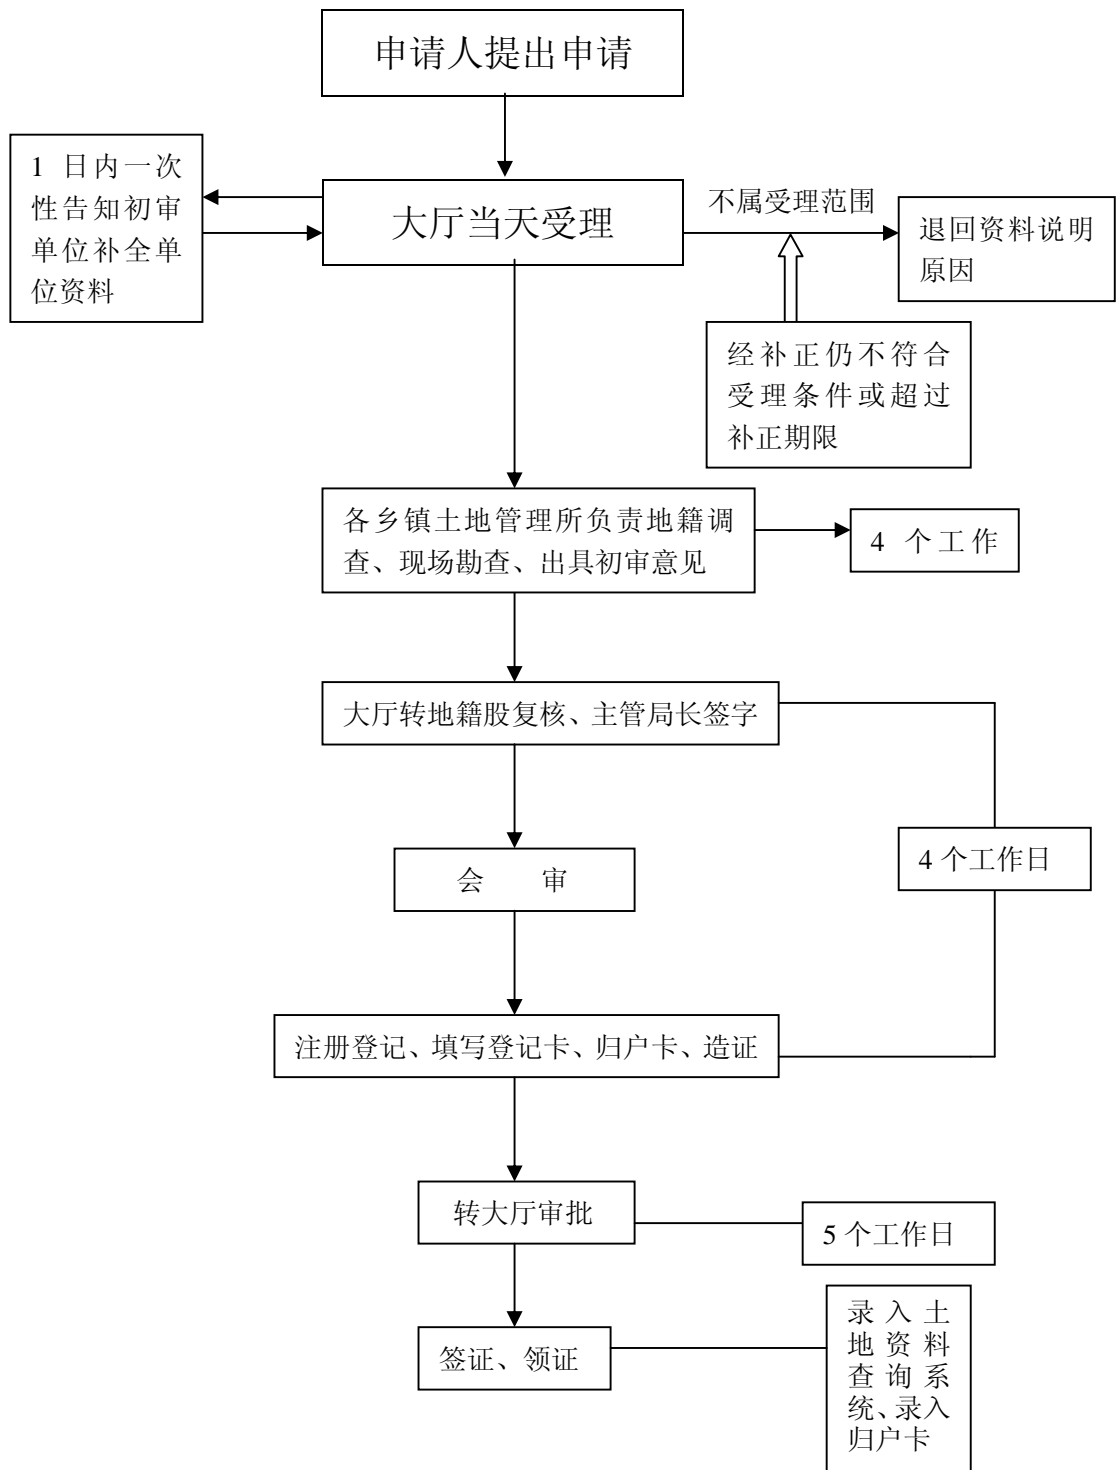 申请人提出申请
1 日内一次
性告知初审
单位补全单
位资料
大厅当天受理
不属受理范围
退回资料说明
原因
经补正仍不符合
受理条件或超过
补正期限
各乡镇土地管理所负责地籍调
查、现场勘查、出具初审意见
4 个工作
大厅转地籍股复核、主管局长签字
4个工作日
会 审
注册登记、填写登记卡、归户卡、造证
转大厅审批
5个工作日
签证、领证
录入土
地资料
查询系
统、录入
归户卡